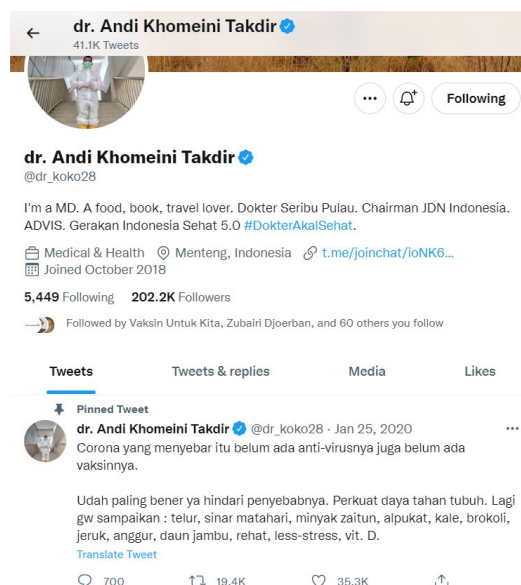 dr. Andi Khomeini Takdir
41.1K Tweets
Following
dr. Andi Khomeini Takdir
@dr_koko28
I'm a MD. A food, book, travel lover. Dokter Seribu Pulau. Chairman JDN Indonesia.
ADVIS. Gerakan Indonesia Sehat 5.0 #DokterAkalSehat.
Medical & Health Menteng, Indonesia t.me/joinchat/ioNK6...
Joined October 2018
5,449 Following 202.2K Followers
Followed by Vaksin Untuk Kita, Zubairi Djoerban, and 60 others you follow
Tweets Tweets & replies Media Likes
Pinned Tweet
dr. Andi Khomeini Takdir @dr_koko28 · Jan 25, 2020
Corona yang menyebar itu belum ada anti-virusnya juga belum ada
vaksinnya.
Udah paling bener ya hindari penyebabnya. Perkuat daya tahan tubuh. Lagi
gw sampaikan : telur, sinar matahari, minyak zaitun, alpukat, kale, brokoli,
jeruk, anggur, daun jambu, rehat, less-stress, vit. D.
Translate Tweet
700 19.4K 35.3K